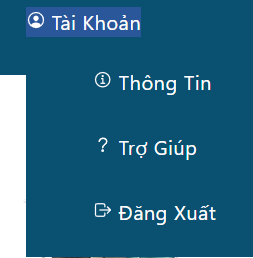 Tài Khoản
Thông Tin
Trợ Giúp
Đăng Xuất